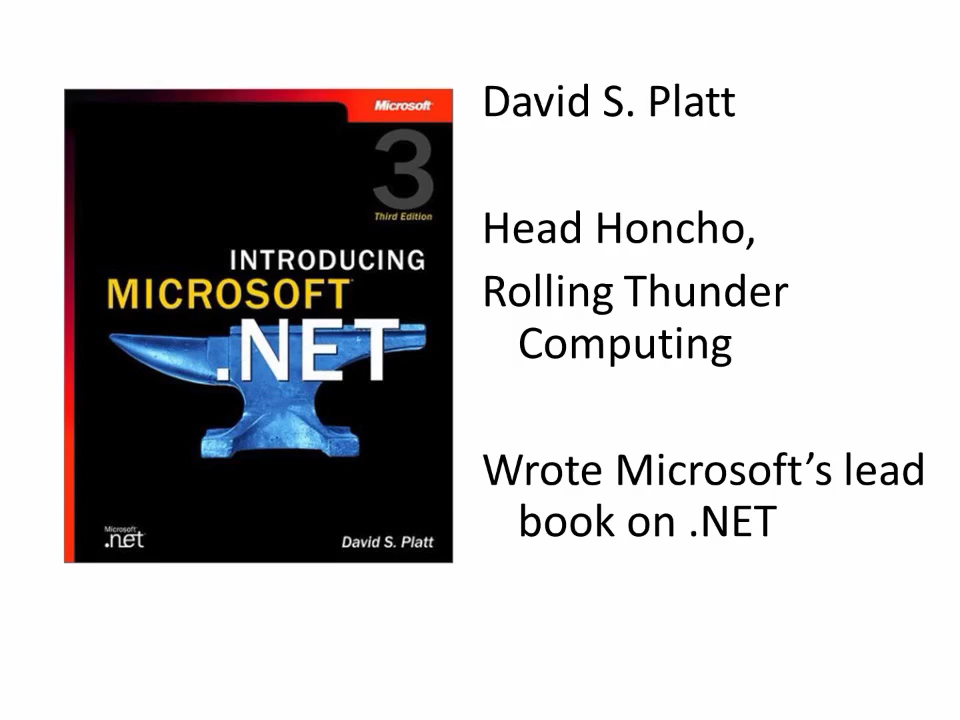 Microsoft
3
Third Edition
INTRODUCING
MICROSOFT
.NET
Microsoft
.net
David S. Platt
David S. Platt
Head Honcho,
Rolling Thunder
Computing
Wrote Microsoft’s lead
book on .NET